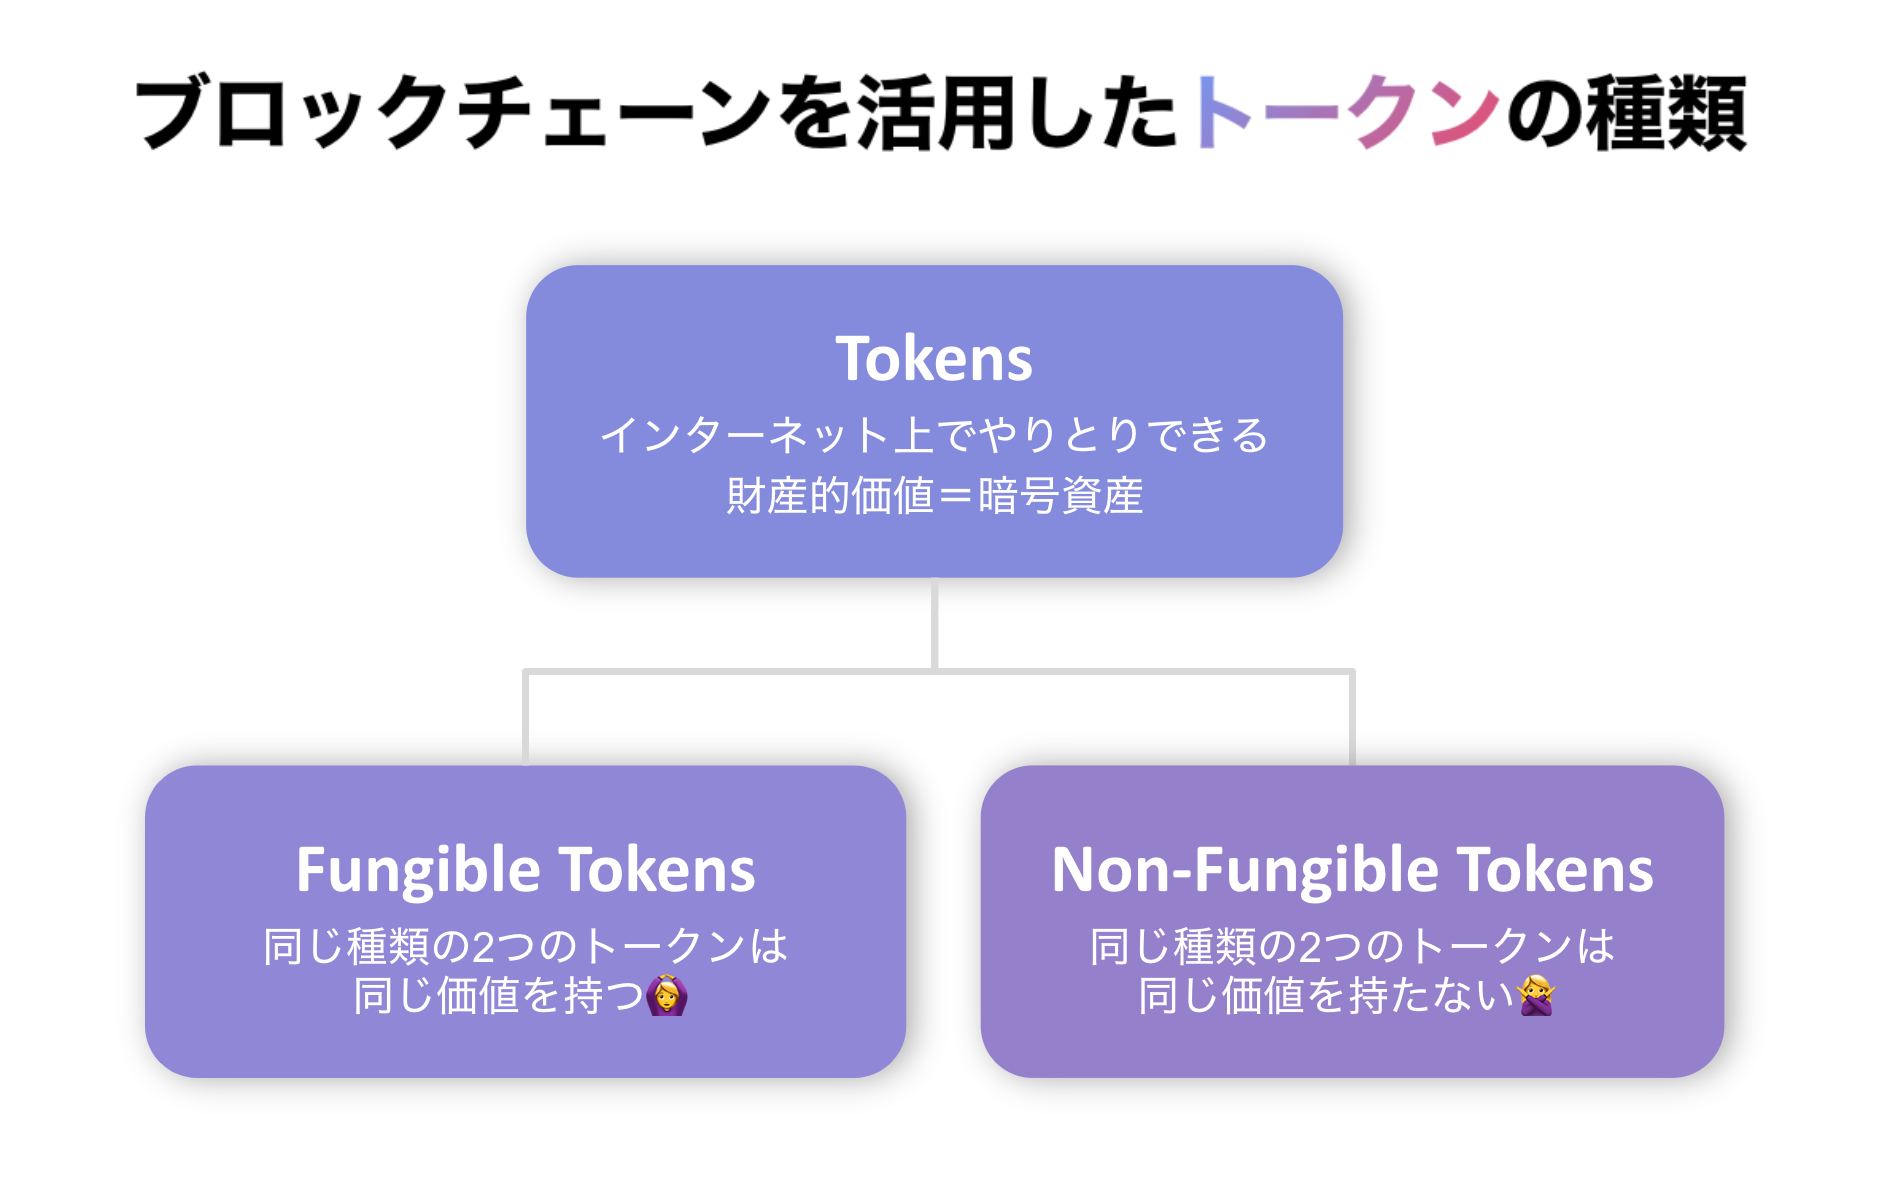 ブロックチェーンを活用したトークンの種類
Tokens
インターネット上でやりとりできる
財産的価値＝暗号資産
Fungible Tokens
同じ種類の2つのトークンは
同じ価値を持つ🙆‍♀️
Non-Fungible Tokens
同じ種類の2つのトークンは
同じ価値を持たない🙅‍♀️